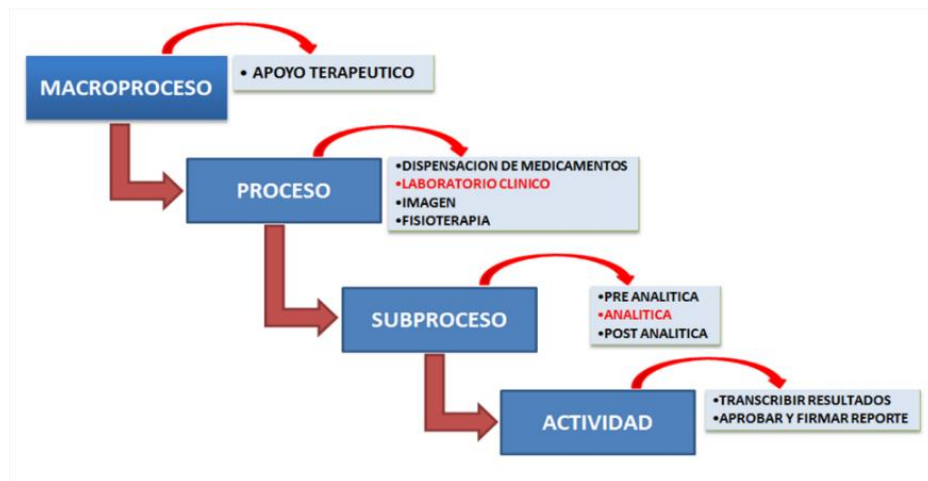 MACROPROCESO
• APOYO TERAPEUTICO
PROCESO
•DISPENSACION DE MEDICAMENTOS
•LABORATORIO CLINICO
•IMAGEN
•FISIOTERAPIA
SUBPROCESO
•PRE ANALITICA
•ANALITICA
•POST ANALITICA
ACTIVIDAD
•TRANSCRIBIR RESULTADOS
•APROBAR Y FIRMAR REPORTE